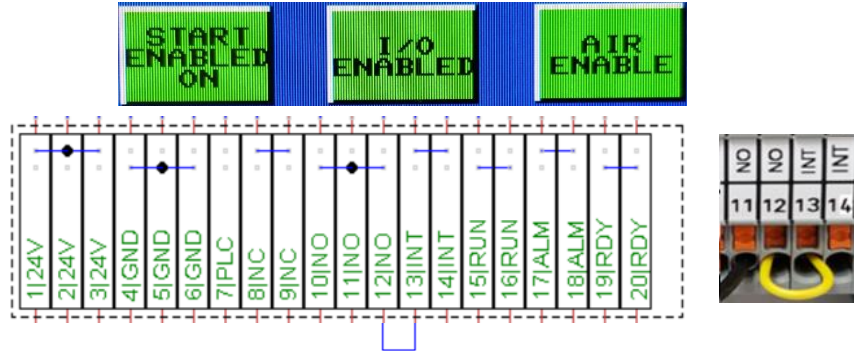 START
ENABLED
ON
I/O
ENABLED
AIR
ENABLE
1|24V
2|24V
3|24V
4|GND
5|GND
6|GND
7|PLC
8|NC
9|NC
10|NO
11|NO
12|NO
13|INT
14|INT
15|RUN
16|RUN
17|ALM
18|ALM
19|RDY
20|RDY
NO NO INT INT
11 12 13 14